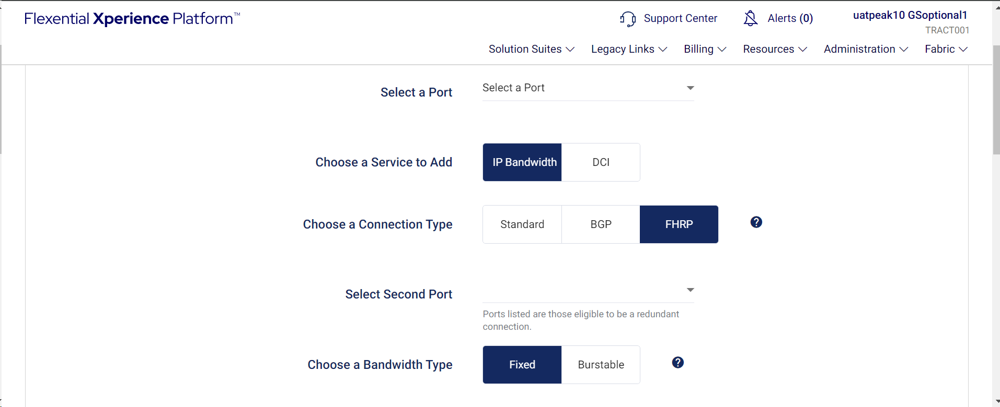 Flexential Xperience Platform™
Support Center
Alerts (0)
uatpeak10 GSoptional1
TRACT001
Solution Suites
Legacy Links
Billing
Resources
Administration
Fabric
Select a Port
Select a Port
Choose a Service to Add
IP Bandwidth
DCI
Choose a Connection Type
Standard
BGP
FHRP
?
Select Second Port
Ports listed are those eligible to be a redundant
connection.
Choose a Bandwidth Type
Fixed
Burstable
?